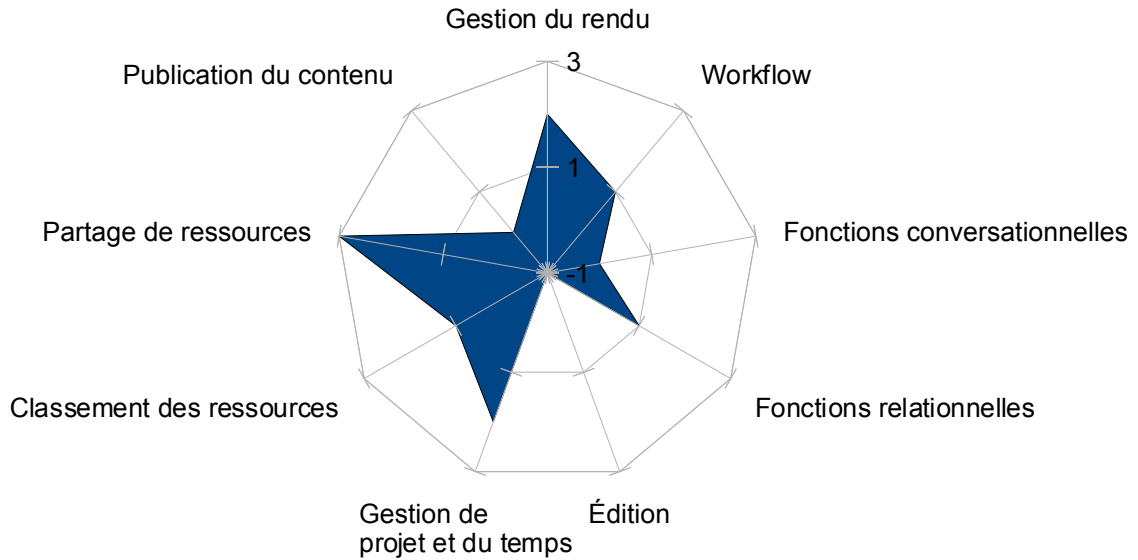 Gestion du rendu
3
Publication du contenu
Workflow
1
Partage de ressources
Fonctions conversationnelles
-1
Classement des ressources
Fonctions relationnelles
Gestion de
projet et du temps
Édition